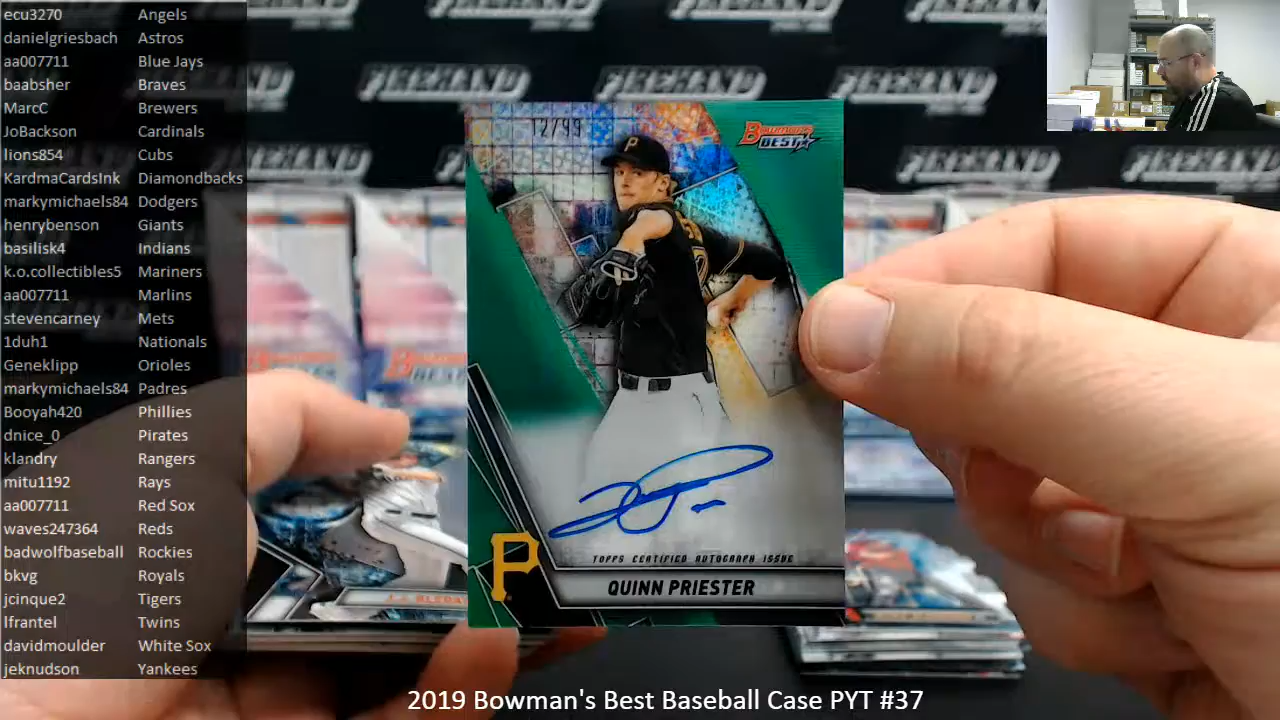 ecu3270 Angels
danielgriesbach Astros
aa007711 Blue Jays
baabsher Braves
MarcC Brewers
JoBackson Cardinals
lions854 Cubs
KardmaCardsInk Diamondbacks
markymichaels84 Dodgers
henrybenson Giants
basilisk4 Indians
k.o.collectibles5 Mariners
aa007711 Marlins
stevencarney Mets
1duh1 Nationals
Geneklipp Orioles
markymichaels84 Padres
Booyah420 Phillies
dnice_0 Pirates
klandry Rangers
mitu1192 Rays
aa007711 Red Sox
waves247364 Reds
badwolfbaseball Rockies
bkvg Royals
jcinque2 Tigers
lfrantel Twins
davidmoulder White Sox
jeknudson Yankees
FIREHAND FIREHAND FIREHAND FIREHAND
12/99
BOWMAN'S
BEST
P
TOPPS CERTIFIED AUTOGRAPH ISSUE
P
QUINN PRIESTER
2019 Bowman's Best Baseball Case PYT #37